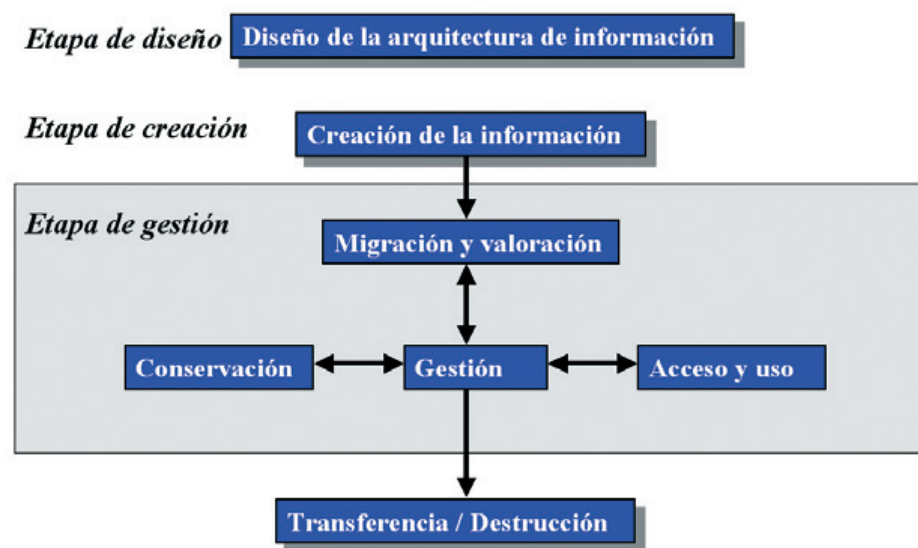 Etapa de diseño
Diseño de la arquitectura de información
Etapa de creación
Creación de la información
Etapa de gestión
Migración y valoración
Conservación
Gestión
Acceso y uso
Transferencia / Destrucción